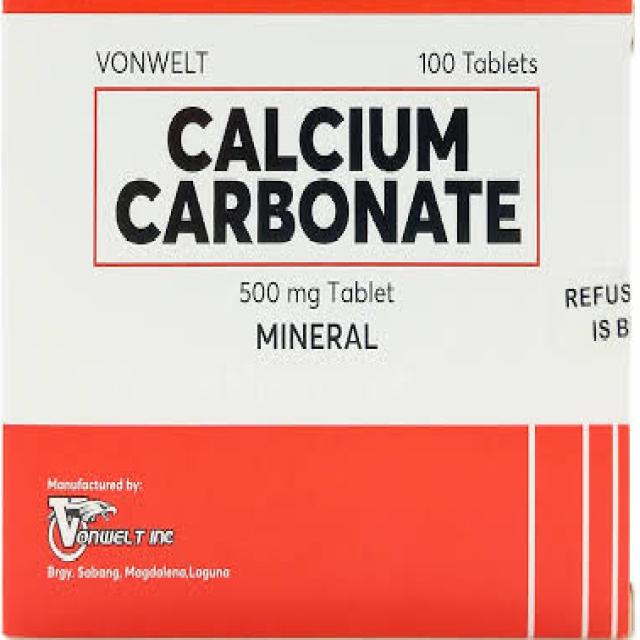 VONWELT 100 Tablets
CALCIUM
CARBONATE
500 mg Tablet
MINERAL
REFUS
IS B
Manufactured by:
VONWELT INC
Brgy. Sabang, Magdalena,Laguna